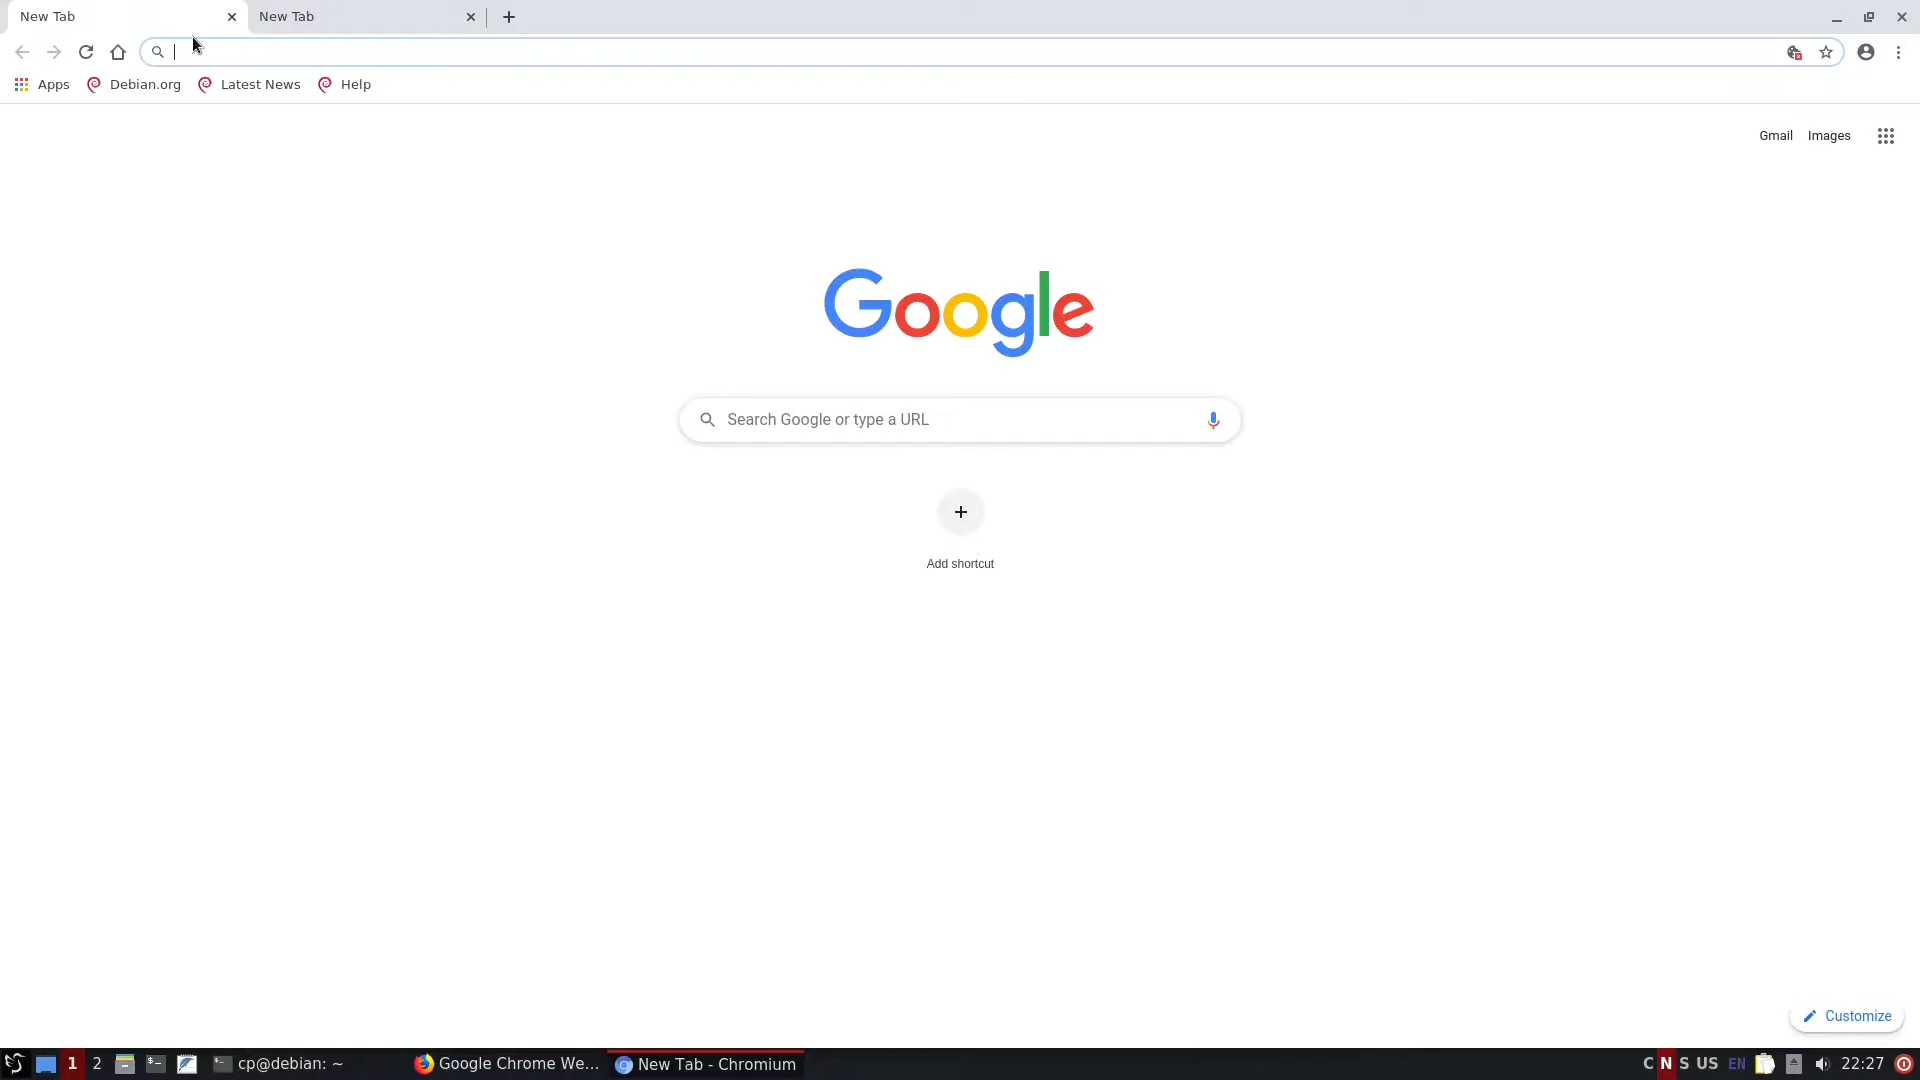 New Tab
New Tab
Apps
Debian.org
Latest News
Help
Gmail
Images
Google
Search Google or type a URL
Add shortcut
Customize
1
2
cp@debian: ~
Google Chrome We...
New Tab - Chromium
C N S US EN
22:27